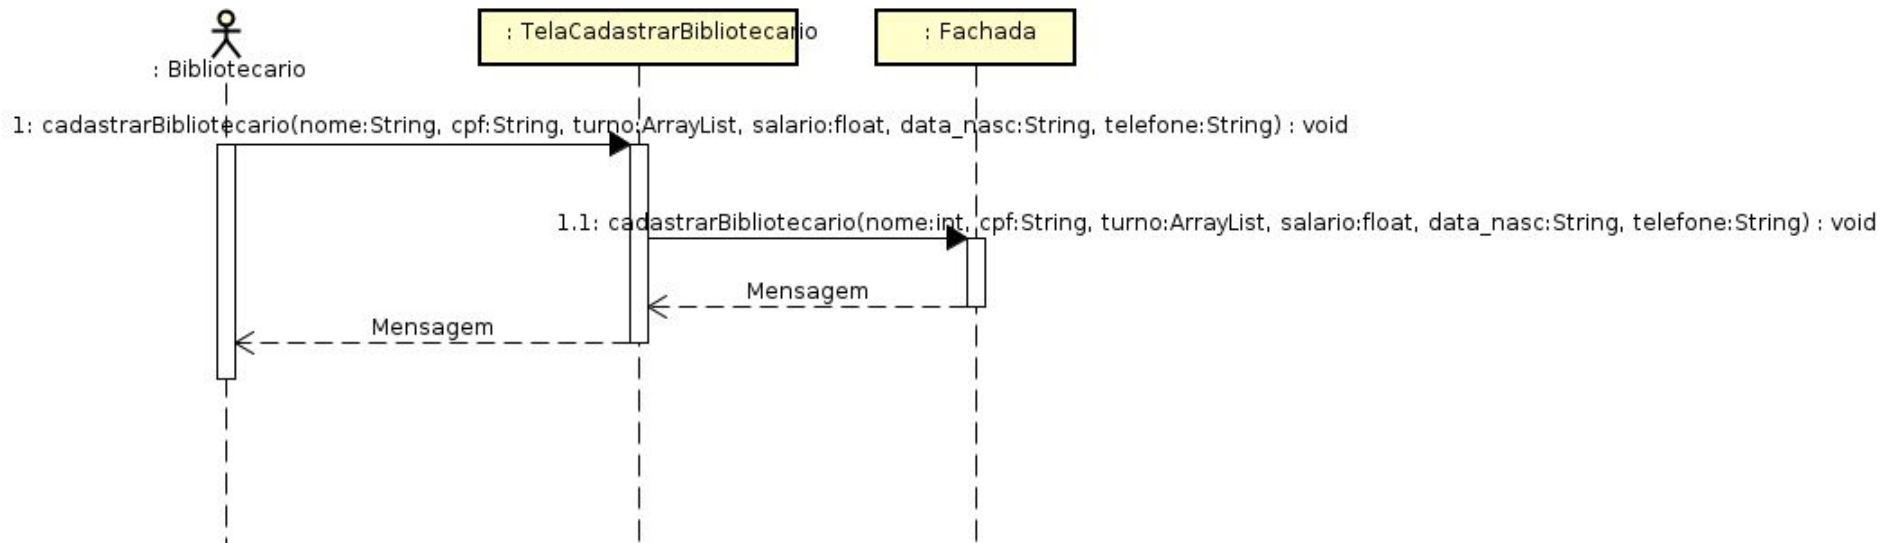 : TelaCadastrarBibliotecario
: Fachada
: Bibliotecario
1: cadastrarBibliotecario(nome:String, cpf:String, turno:ArrayList, salario:float, data_nasc:String, telefone:String) : void
1.1: cadastrarBibliotecario(nome:int, cpf:String, turno:ArrayList, salario:float, data_nasc:String, telefone:String) : void
Mensagem
Mensagem